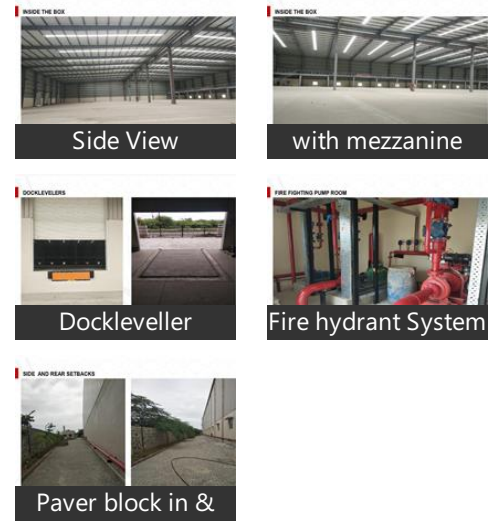 INSIDE THE BOX
Side View
INSIDE THE BOX
with mezzanine
DOCKLEVELERS
Dockleveller
FIRE FIGHTING PUMP ROOM
Fire hydrant System
SIDE AND REAR SETBACKS
Paver block in &